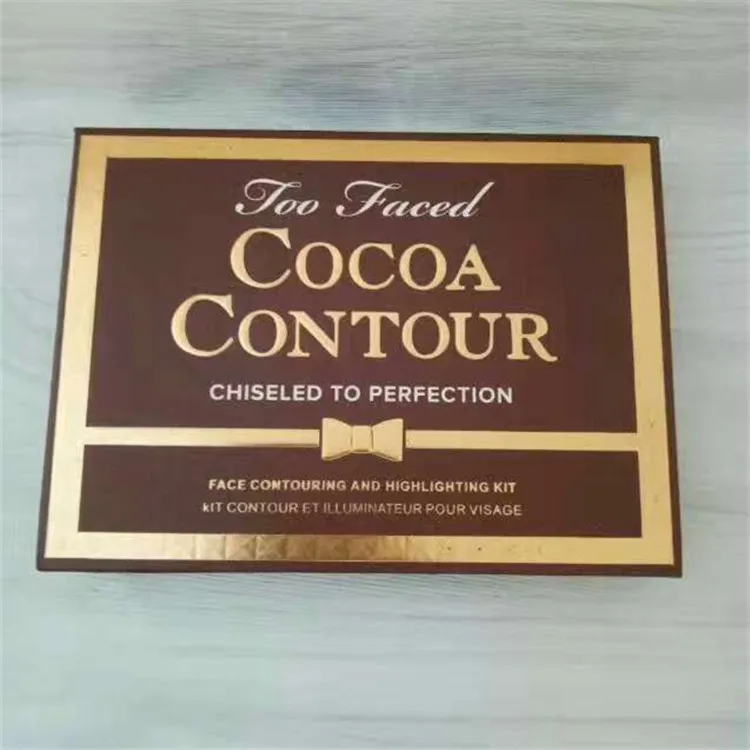 Too Faced
COCOA
CONTOUR
CHISELED TO PERFECTION
FACE CONTOURING AND HIGHLIGHTING KIT
kIT CONTOUR ET ILLUMINATEUR POUR VISAGE